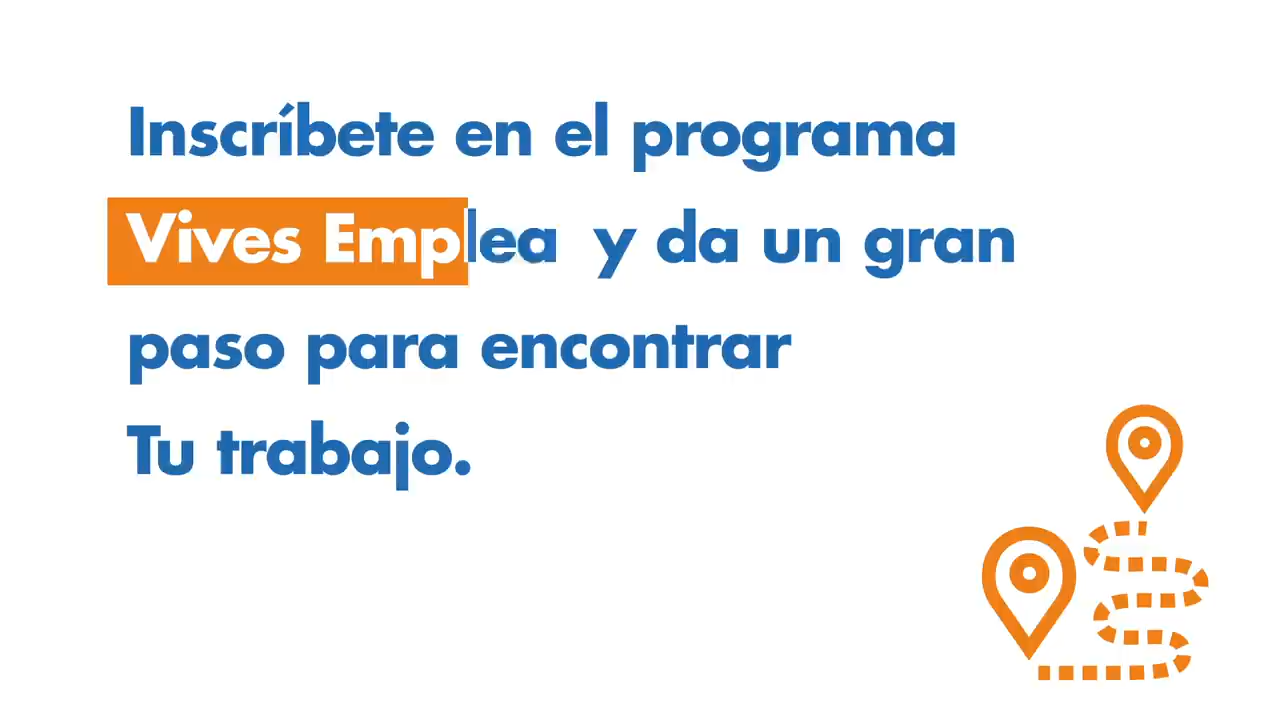 Inscríbete en el programa
Vives Emplea y da un gran
paso para encontrar
Tu trabajo.